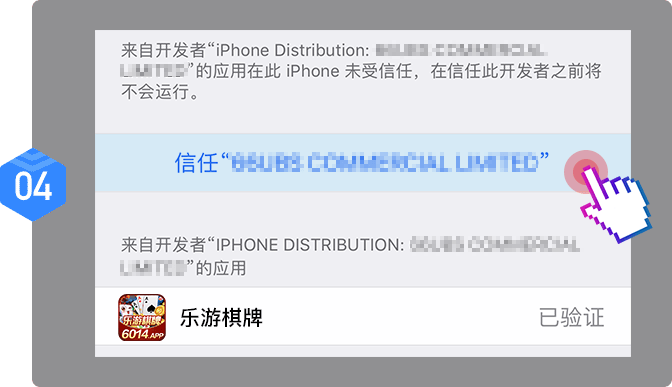 来自开发者“iPhone Distribution:
”的应用在此 iPhone 未受信任，在信任此开发者之前将
不会运行。
04
信任“ COMMERCIAL LIMITED”
来自开发者“IPHONE DISTRIBUTION:
”的应用
乐游棋牌
6014.APP
乐游棋牌
已验证